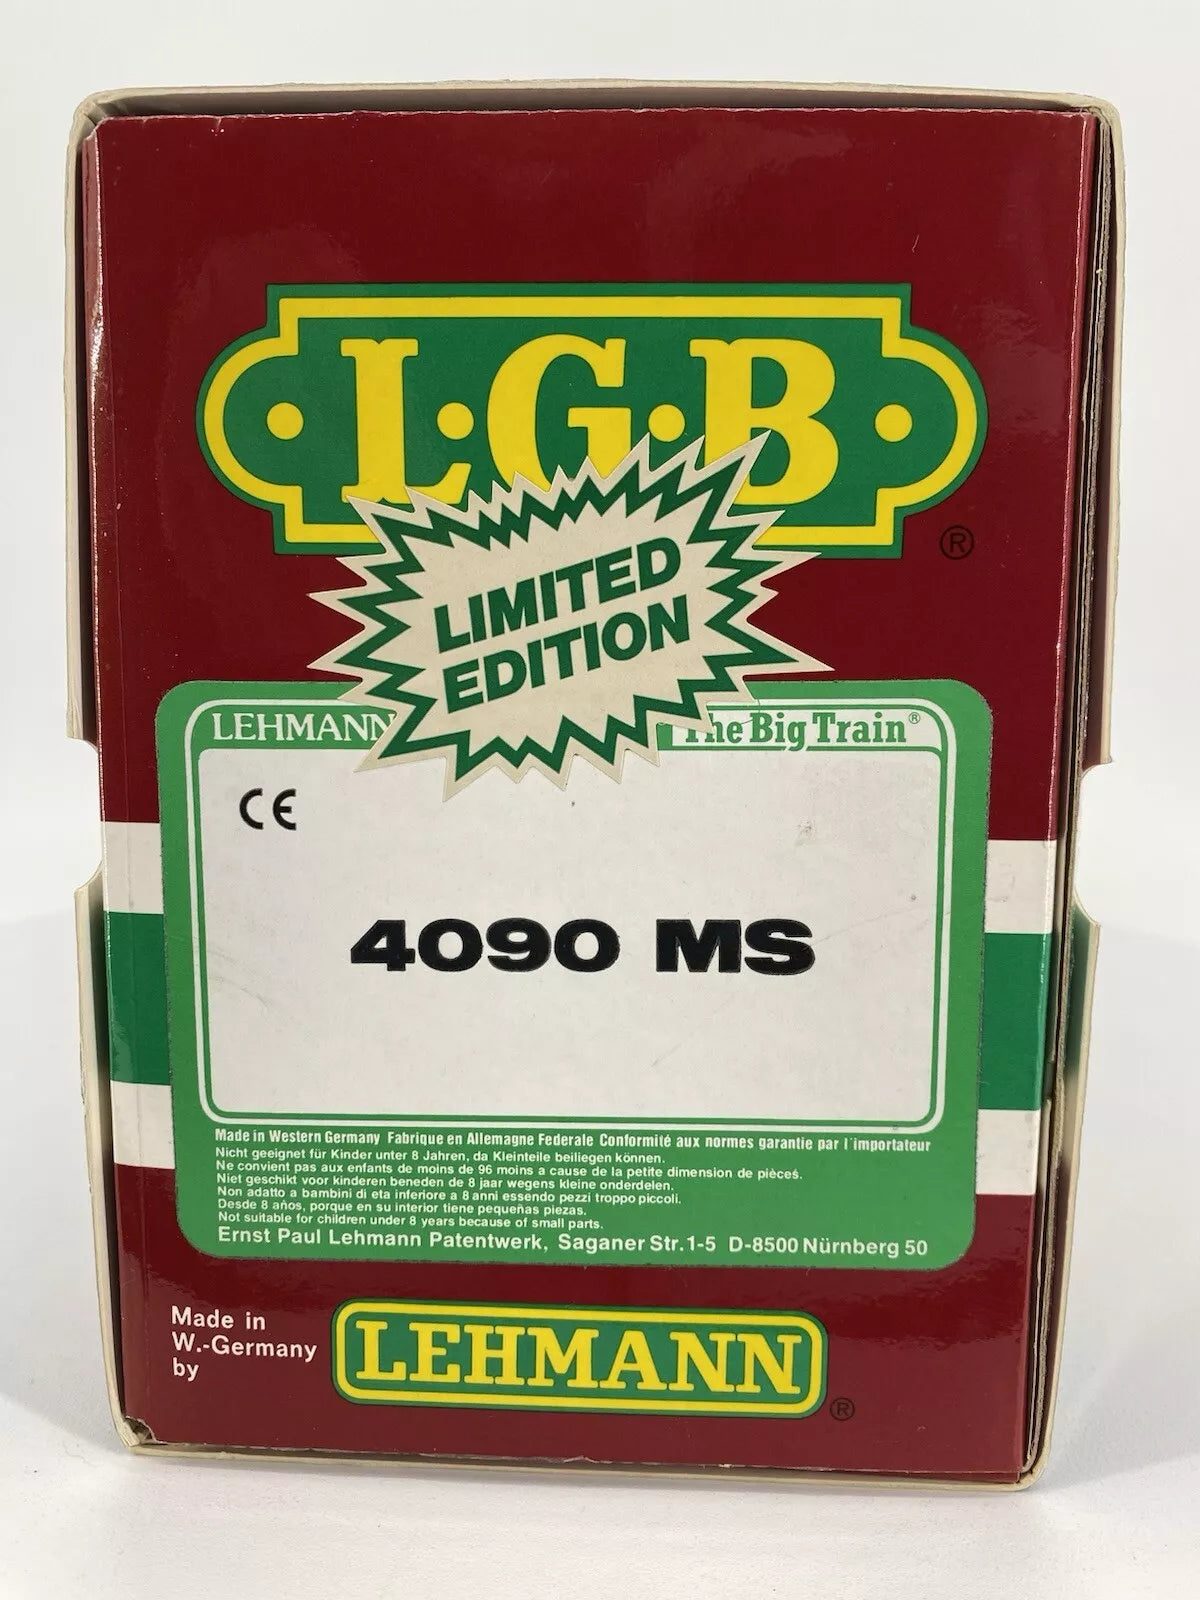 L·G·B
®
LIMITED
EDITION
LEHMANN
The Big Train®
CE
4090 MS
Made in Western Germany Fabrique en Allemagne Federale Conformité aux normes garantie par l'importateur
Nicht geeignet für Kinder unter 8 Jahren, da Kleinteile beiliegen können.
Ne convient pas aux enfants de moins de 96 moins a cause de la petite dimension de pièces.
Niet geschikt voor kinderen beneden de 8 jaar wegens kleine onderdelen.
Non adatto a bambini di eta inferiore a 8 anni essendo pezzi troppo piccoli.
Desde 8 años, porque en su interior tiene pequeñas piezas.
Not suitable for children under 8 years because of small parts.
Ernst Paul Lehmann Patentwerk, Saganer Str. 1-5 D-8500 Nürnberg 50
Made in
W.-Germany
by
LEHMANN
®